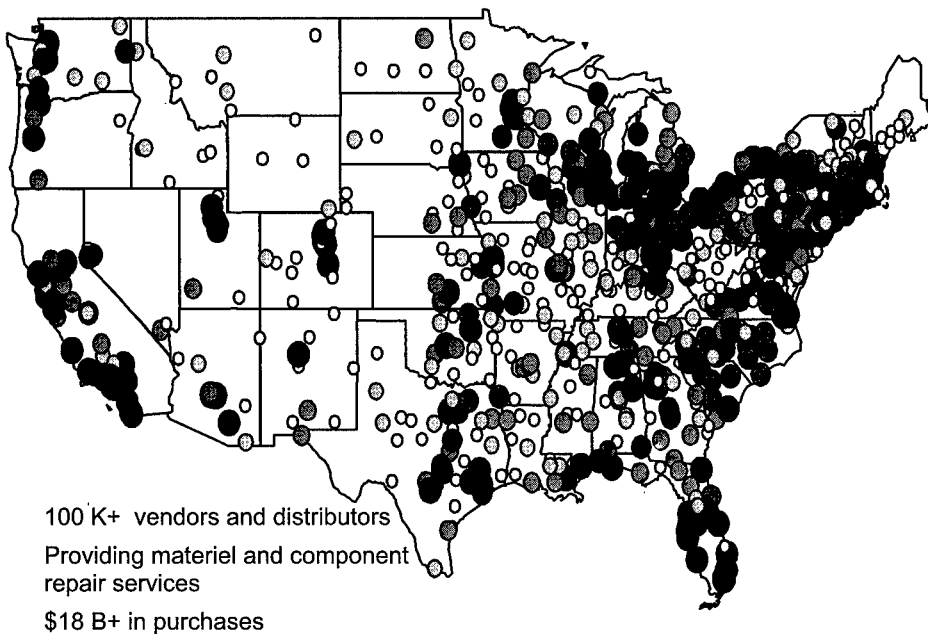 100 K+ vendors and distributors
Providing materiel and component
repair services
$18 B+ in purchases